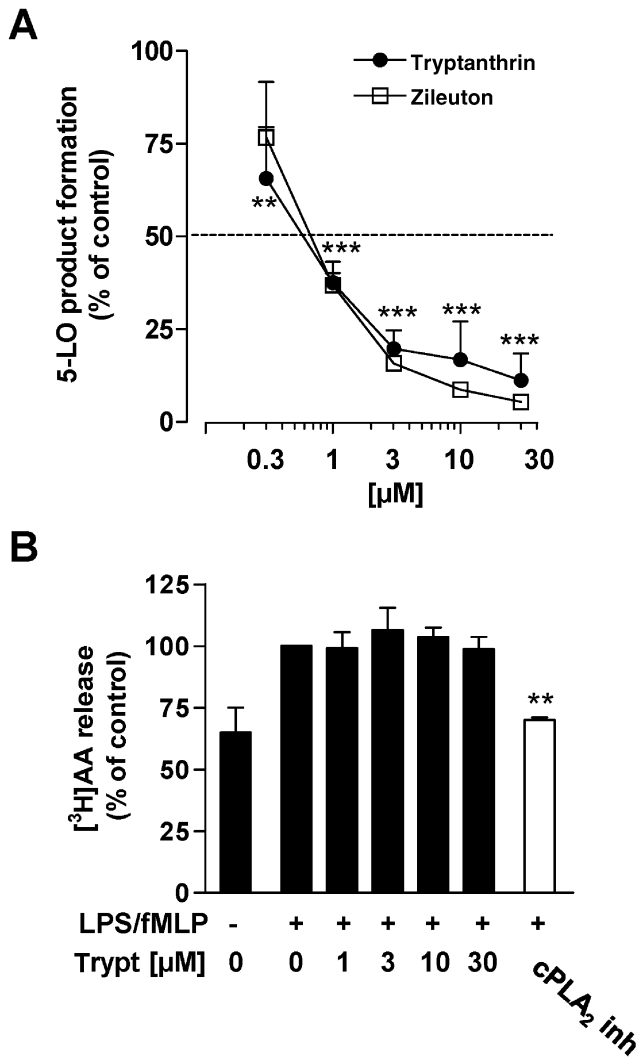 A
100
75
50
25
0
5-LO product formation
(% of control)
Tryptanthrin
Zileuton
**
***
***
***
***
0.3 1 3 10 30
[µM]
B
125
100
75
50
25
0
[³H]AA release
(% of control)
**
LPS/fMLP - + + + + + +
Trypt [µM] 0 0 1 3 10 30
cPLA₂ inh